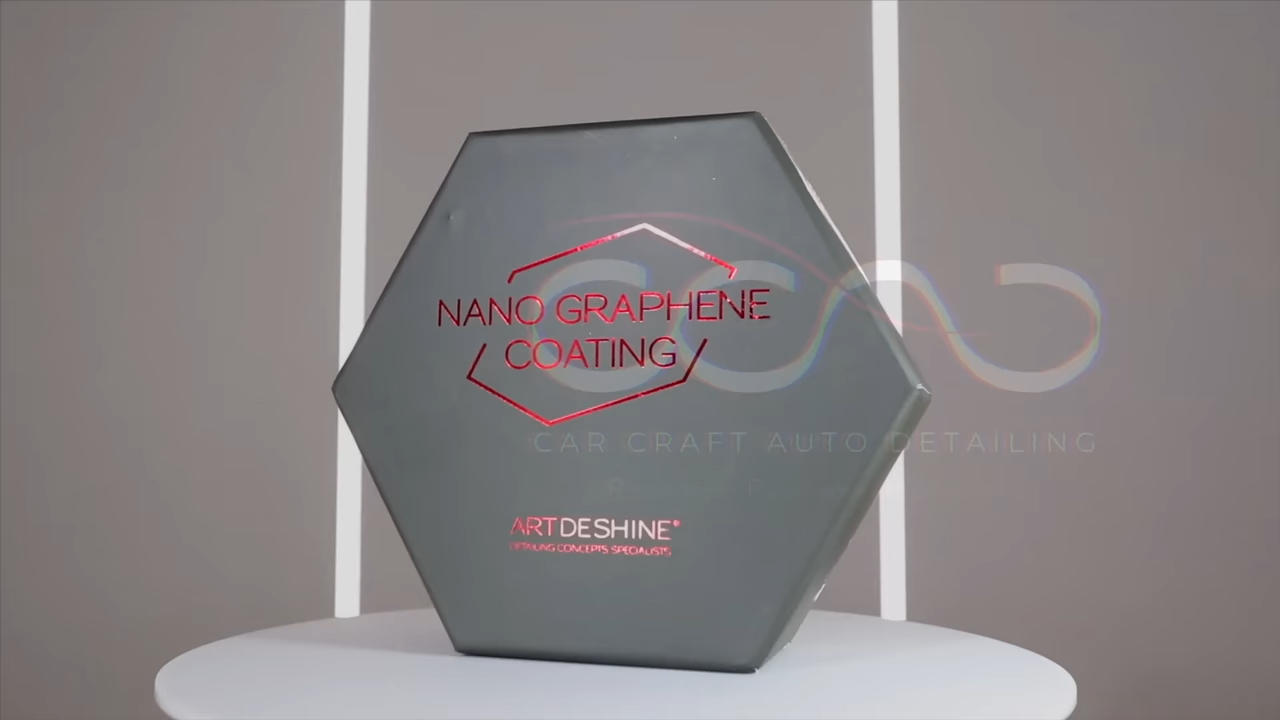 NANO GRAPHENE
COATING
CAR CRAFT AUTO DETAILING
ARTDESHINE®
DETAILING CONCEPTS SPECIALISTS